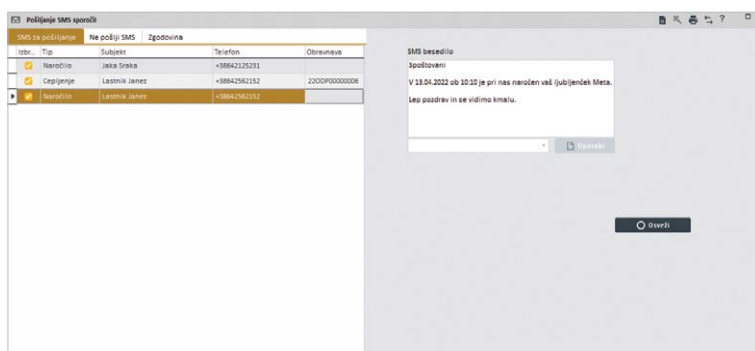 Pošiljanje SMS sporočil
SMS za pošiljanje Ne pošlji SMS Zgodovina
Izbr... Tip Subjekt Telefon Obravnava
Naročilo Jaka Sraka +38642125231
Cepljenje Lastnik Janez +38642562152 22OOP00000006
Naročilo Lastnik Janez +38642562152
SMS besedilo
Spoštovani
V 13.04.2022 ob 10:10 je pri nas naročen vaš ljubljenček Meta.
Lep pozdrav in se vidimo kmalu.
Uporabi
Osveži